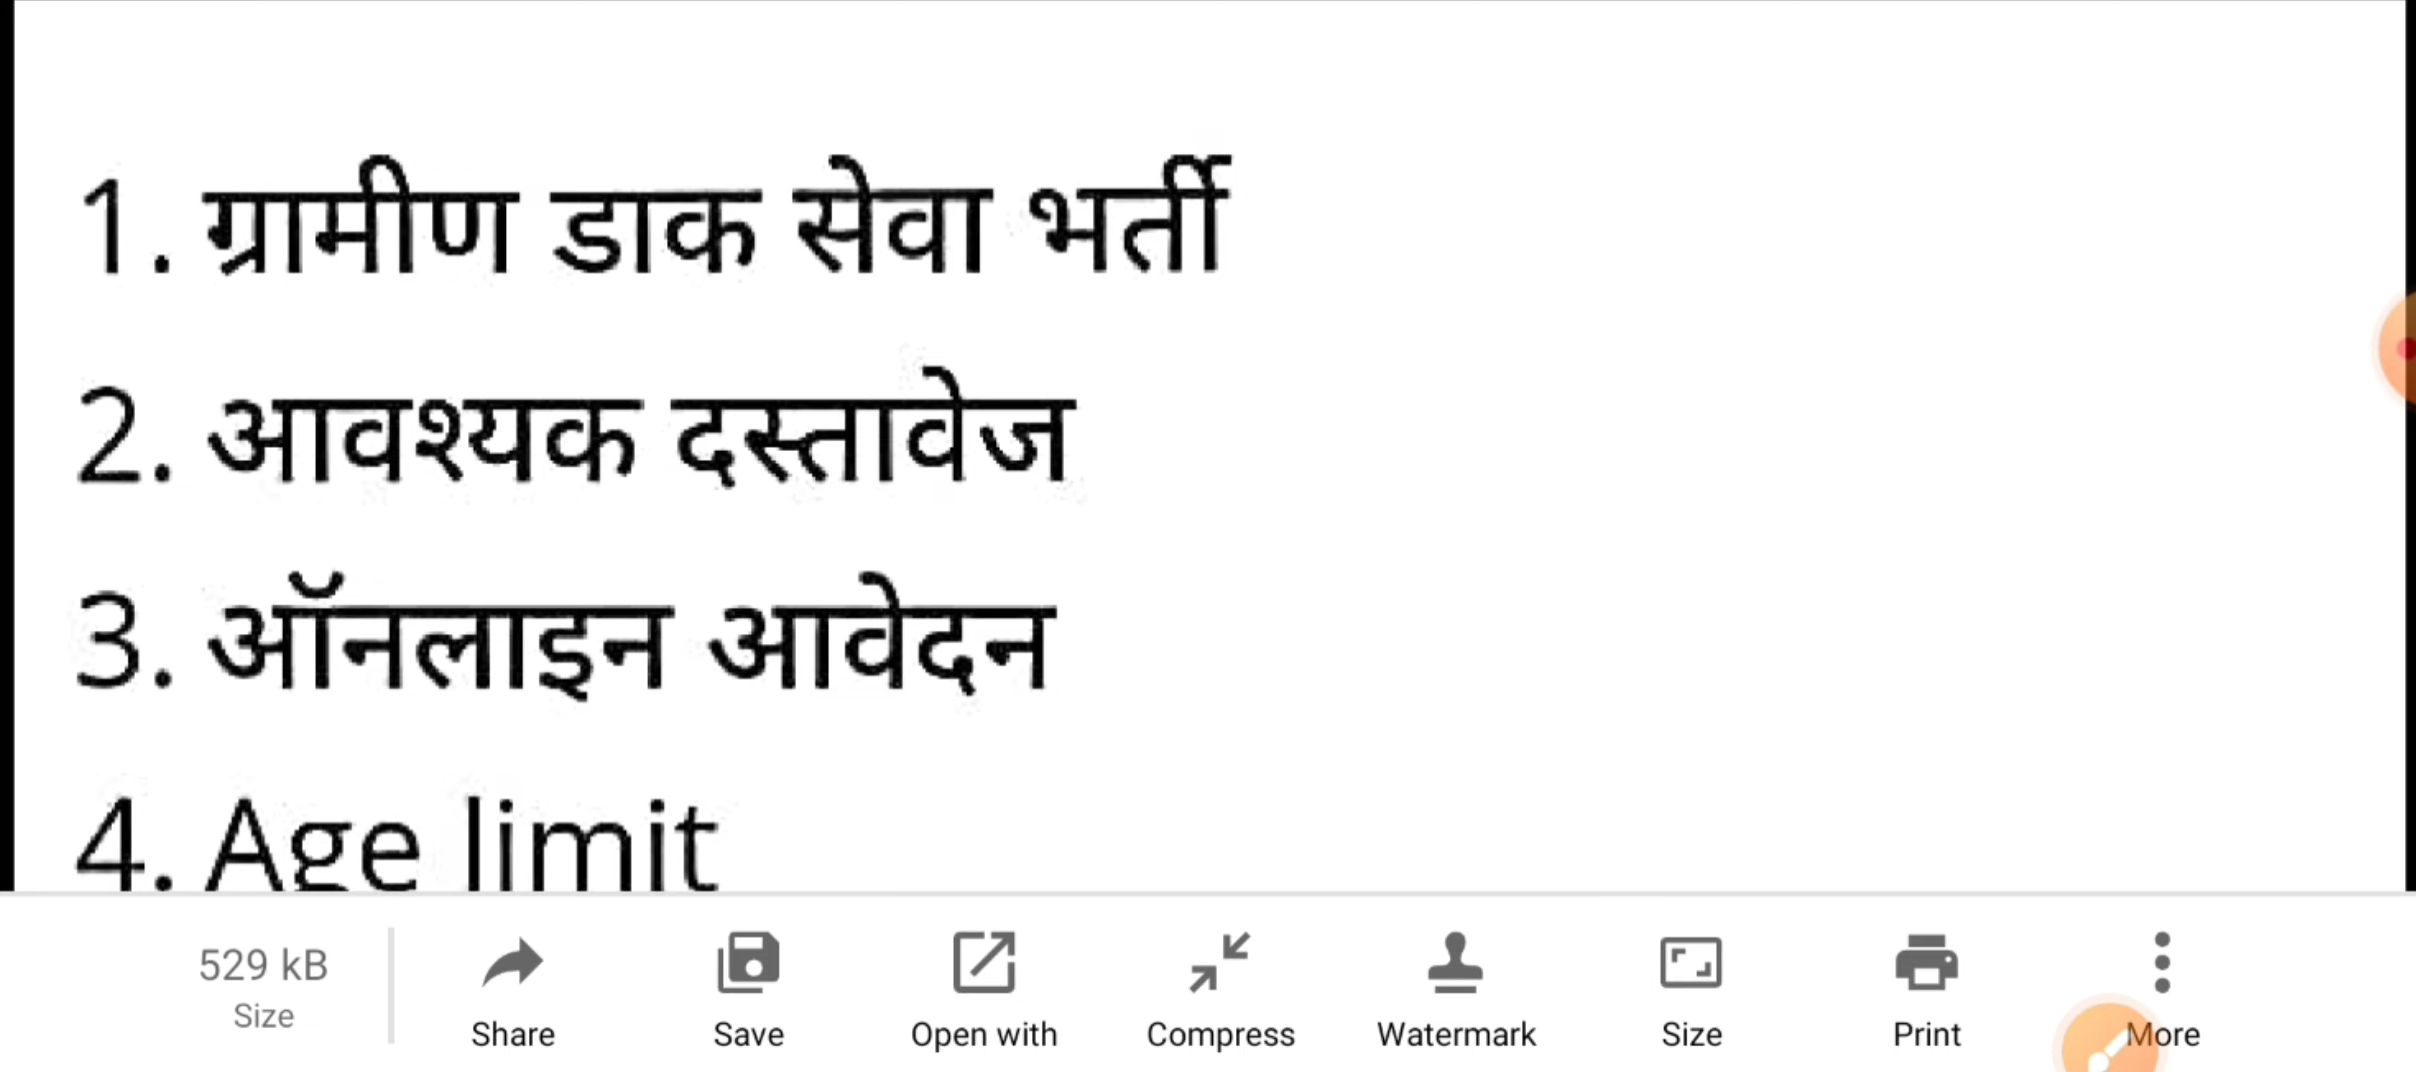 1. ग्रामीण डाक सेवा भर्ती
2. आवश्यक दस्तावेज
3. ऑनलाइन आवेदन
4. Age limit
529 kB
Size
Share
Save
Open with
Compress
Watermark
Size
Print
More